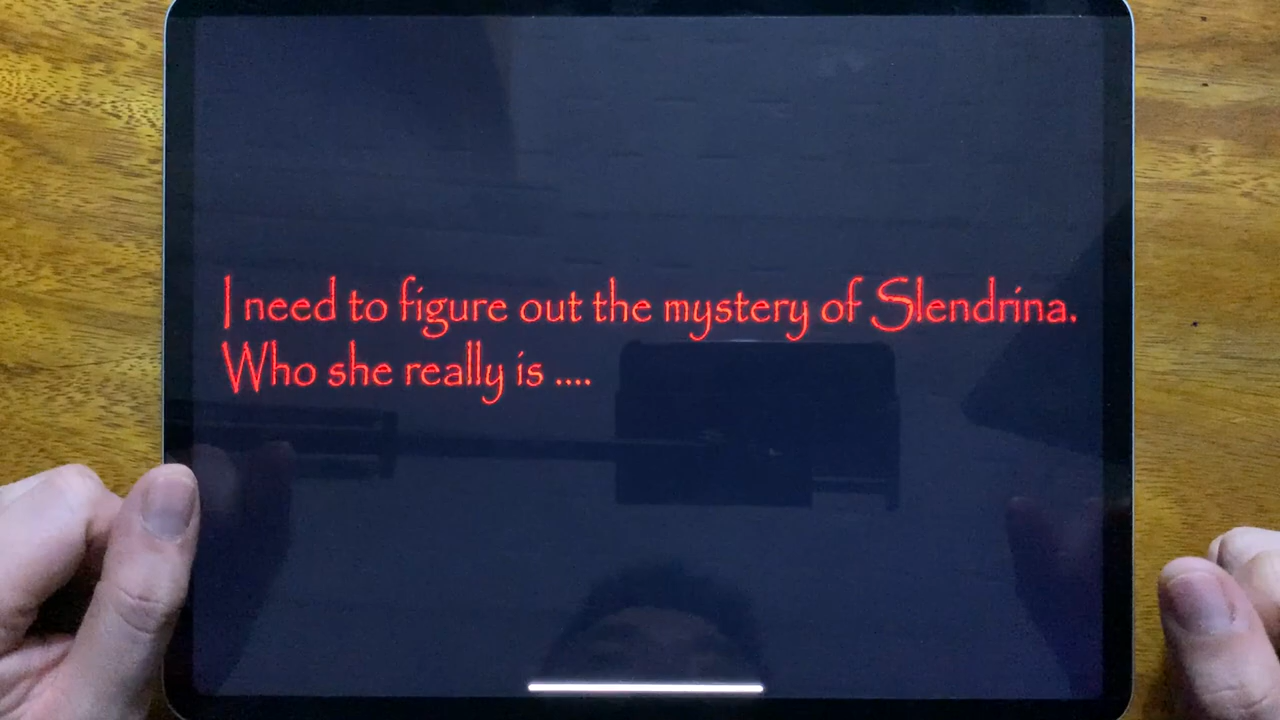 I need to figure out the mystery of Slendrina.
Who she really is ....